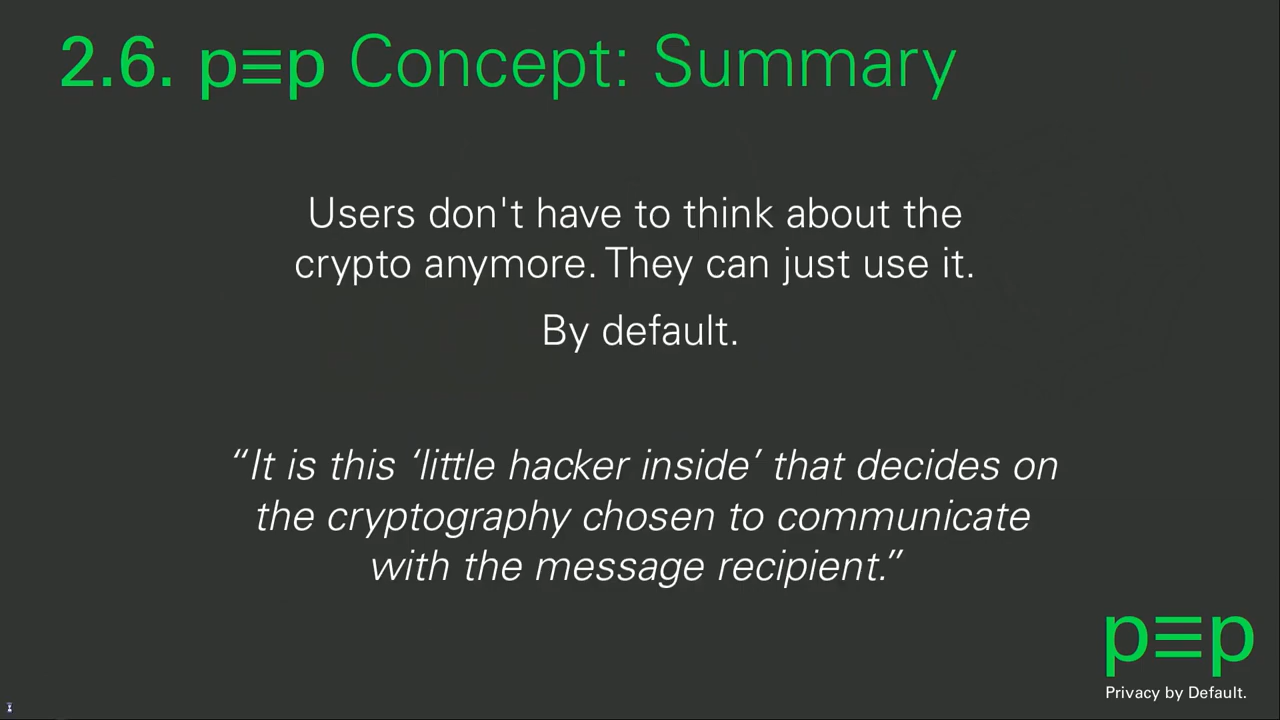 2.6. p≡p Concept: Summary
Users don't have to think about the
crypto anymore. They can just use it.
By default.
“It is this ‘little hacker inside’ that decides on
the cryptography chosen to communicate
with the message recipient.”
p≡p
Privacy by Default.